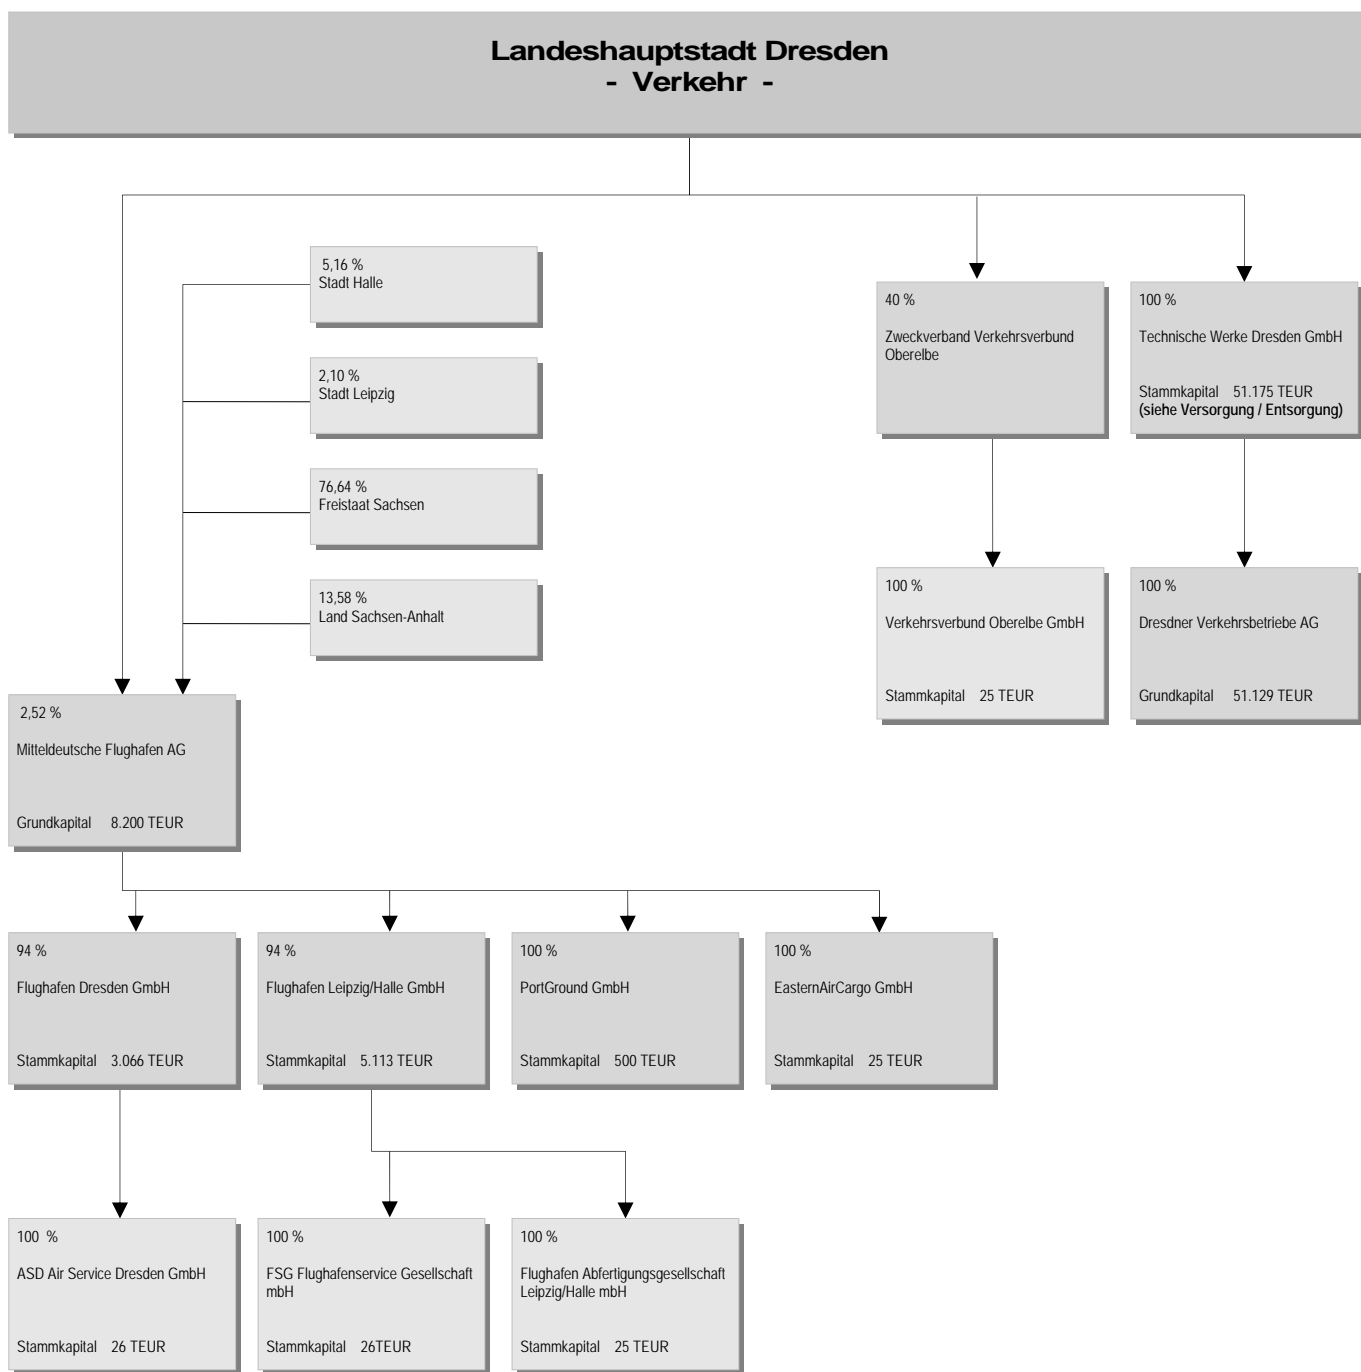 Landeshauptstadt Dresden
- Verkehr -
5,16 %
Stadt Halle
2,10 %
Stadt Leipzig
76,64 %
Freistaat Sachsen
13,58 %
Land Sachsen-Anhalt
40 %
Zweckverband Verkehrsverbund
Oberelbe
100 %
Technische Werke Dresden GmbH
Stammkapital 51.175 TEUR
(siehe Versorgung / Entsorgung)
100 %
Verkehrsverbund Oberelbe GmbH
Stammkapital 25 TEUR
100 %
Dresdner Verkehrsbetriebe AG
Grundkapital 51.129 TEUR
2,52 %
Mitteldeutsche Flughafen AG
Grundkapital 8.200 TEUR
94 %
Flughafen Dresden GmbH
Stammkapital 3.066 TEUR
94 %
Flughafen Leipzig/Halle GmbH
Stammkapital 5.113 TEUR
100 %
PortGround GmbH
Stammkapital 500 TEUR
100 %
EasternAirCargo GmbH
Stammkapital 25 TEUR
100 %
ASD Air Service Dresden GmbH
Stammkapital 26 TEUR
100 %
FSG Flughafenservice Gesellschaft
mbH
Stammkapital 26TEUR
100 %
Flughafen Abfertigungsgesellschaft
Leipzig/Halle mbH
Stammkapital 25 TEUR